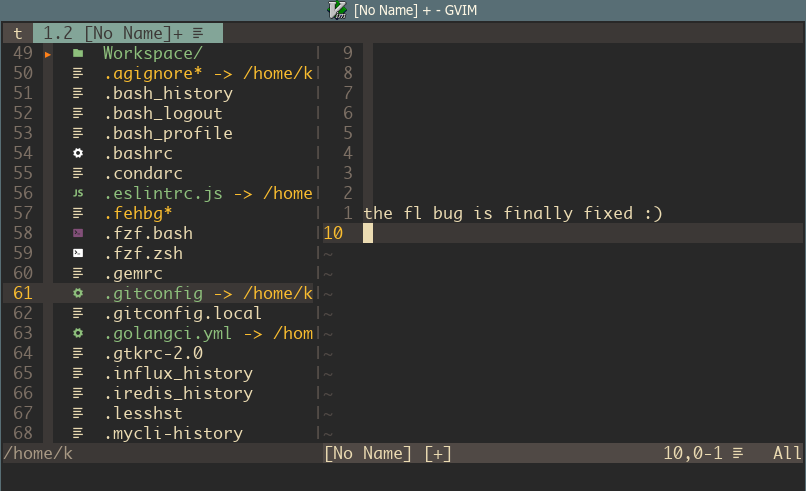 [No Name] + - GVIM
t 1.2 [No Name]+
49 ▸ Workspace/
50 .agignore* -> /home/k
51 .bash_history
52 .bash_logout
53 .bash_profile
54 .bashrc
55 .condarc
56 JS .eslintrc.js -> /home
57 .fehbg*
58 .fzf.bash
59 .fzf.zsh
60 .gemrc
61 .gitconfig -> /home/k
62 .gitconfig.local
63 .golangci.yml -> /hom
64 .gtkrc-2.0
65 .influx_history
66 .iredis_history
67 .lesshst
68 .mycli-history
/home/k
9
8
7
6
5
4
3
2
1 the fl bug is finally fixed :)
10
~
~
~
~
~
~
~
~
~
~
[No Name] [+] 10,0-1 All